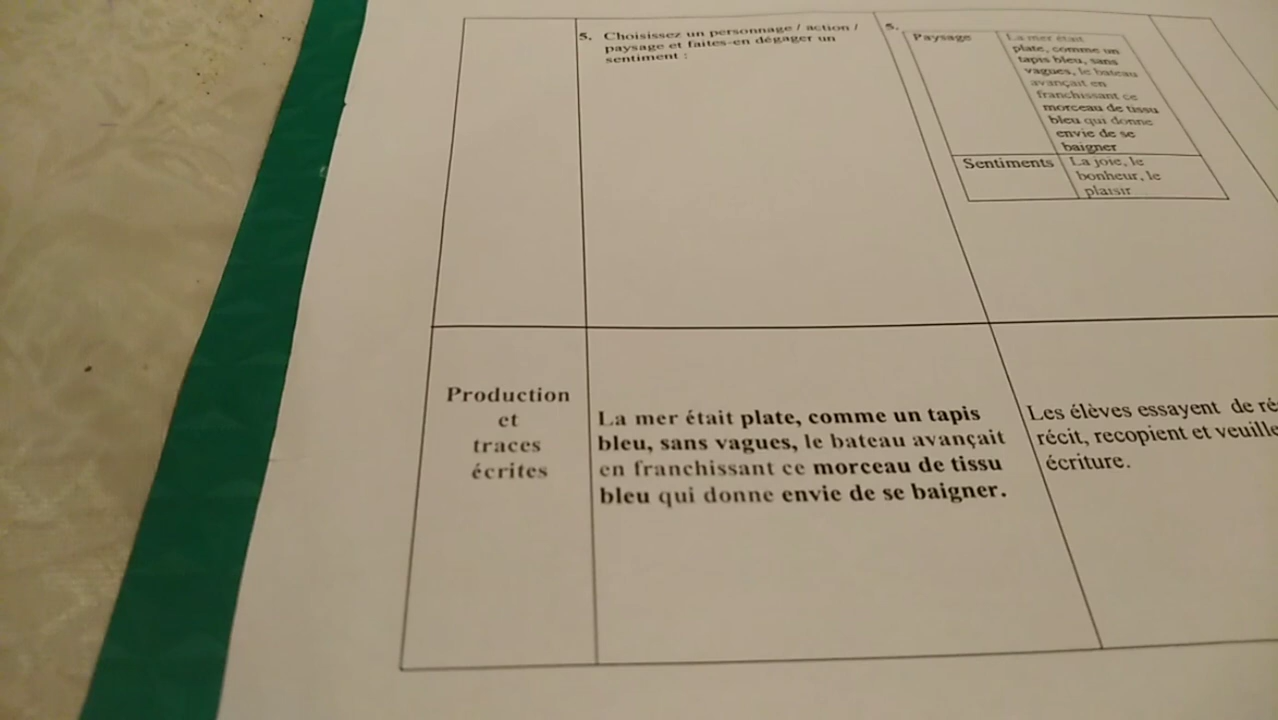 5. Choisissez un personnage / action /
paysage et faites-en dégager un
sentiment :
5.
Paysage
La mer était
plate, comme un
tapis bleu, sans
vagues, le bateau
avançait en
franchissant ce
morceau de tissu
bleu qui donne
envie de se
baigner
Sentiments
La joie, le
bonheur, le
plaisir
Production
et
traces
écrites
La mer était plate, comme un tapis
bleu, sans vagues, le bateau avançait
en franchissant ce morceau de tissu
bleu qui donne envie de se baigner.
Les élèves essayent de ré
récit, recopient et veuille
écriture.